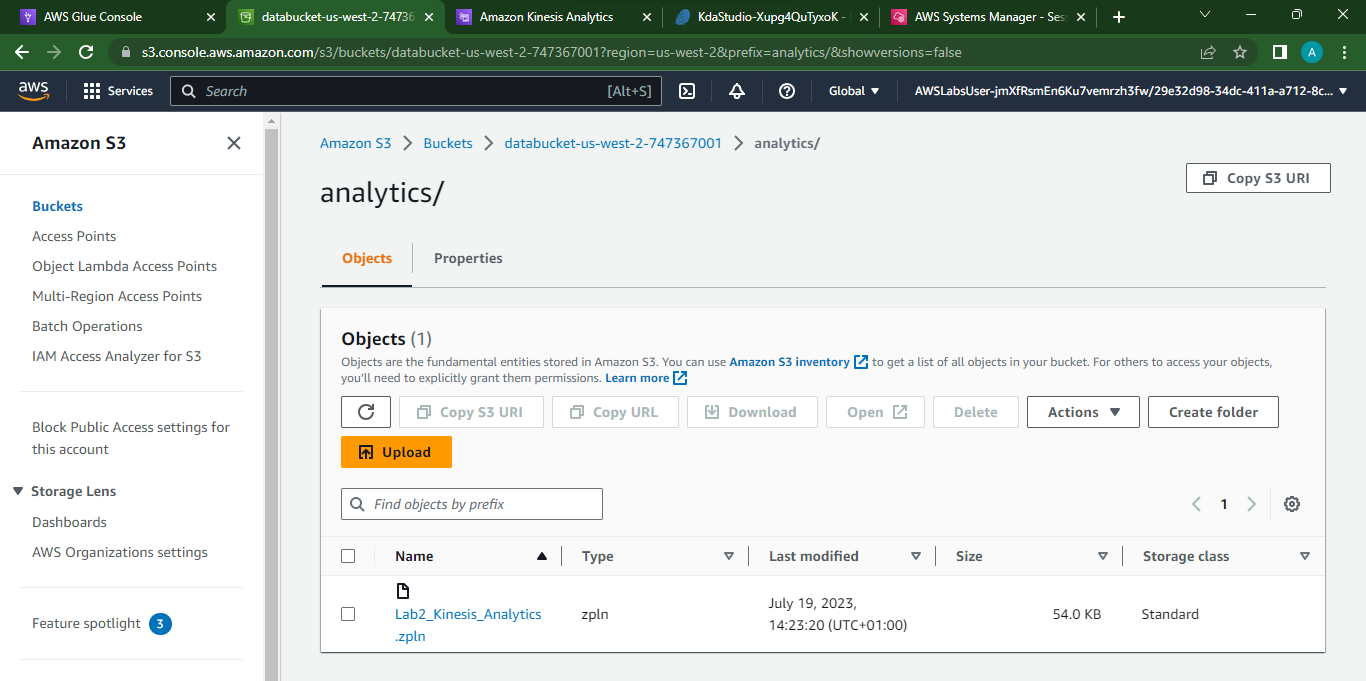 AWS Glue Console
databucket-us-west-2-74736
Amazon Kinesis Analytics
KdaStudio-Xupg4QuTyxoK -
AWS Systems Manager - Ses
s3.console.aws.amazon.com/s3/buckets/databucket-us-west-2-747367001?region=us-west-2&prefix=analytics/&showversions=false
A
aws
Services
Search
[Alt+S]
Global
AWSLabsUser-jmXfRsmEn6Ku7vemrzh3fw/29e32d98-34dc-411a-a712-8c...
Amazon S3
Buckets
Access Points
Object Lambda Access Points
Multi-Region Access Points
Batch Operations
IAM Access Analyzer for S3
Block Public Access settings for
this account
Storage Lens
Dashboards
AWS Organizations settings
Feature spotlight 3
Amazon S3 > Buckets > databucket-us-west-2-747367001 > analytics/
analytics/
Copy S3 URI
Objects
Properties
Objects (1)
Objects are the fundamental entities stored in Amazon S3. You can use Amazon S3 inventory to get a list of all objects in your bucket. For others to access your objects,
you'll need to explicitly grant them permissions. Learn more
Copy S3 URI
Copy URL
Download
Open
Delete
Actions
Create folder
Upload
Find objects by prefix
1
Name
Type
Last modified
Size
Storage class
Lab2_Kinesis_Analytics
.zpln
zpln
July 19, 2023,
14:23:20 (UTC+01:00)
54.0 KB
Standard